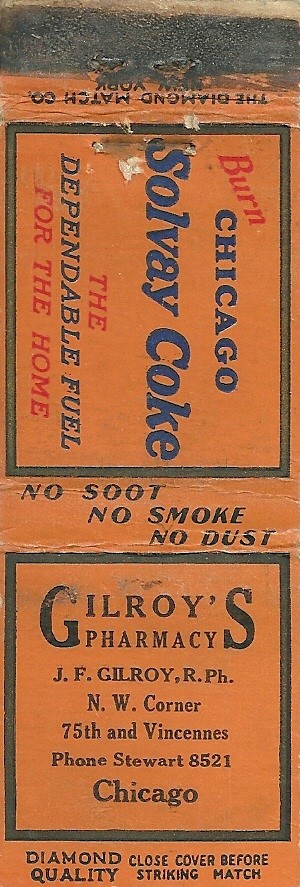 THE DIAMOND MATCH CO.
NEW YORK
Burn
CHICAGO
Solvay Coke
THE
DEPENDABLE FUEL
FOR THE HOME
NO SOOT
NO SMOKE
NO DUST
GILROY'S
PHARMACY
J. F. GILROY, R. Ph.
N. W. Corner
75th and Vincennes
Phone Stewart 8521
Chicago
DIAMOND QUALITY
CLOSE COVER BEFORE STRIKING MATCH